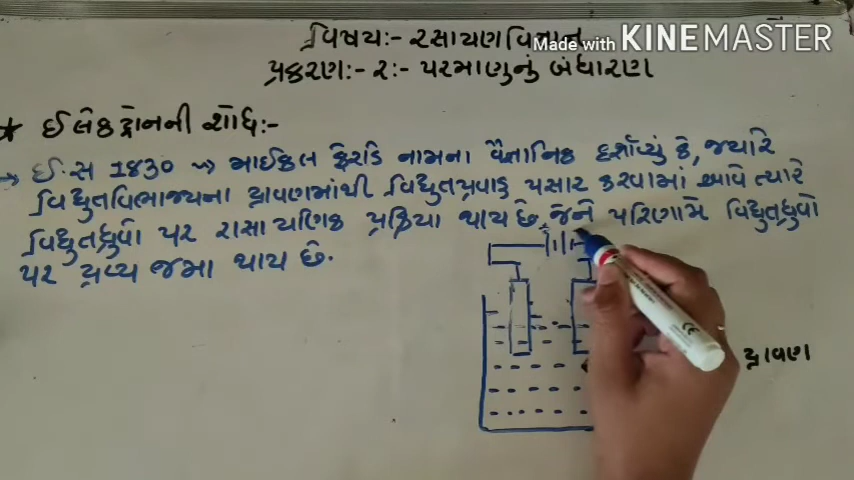 વિષય:- રસાયણવિજ્ઞાન
Made with KINEMASTER
પ્રકરણ:- ૨:- પરમાણુનું બંધારણ
★ ઈલેક્ટ્રોનની શોધ:-
→ ઈ.સ 1830 ~> માઈકલ ફેરાડે નામના વૈજ્ઞાનિકે દર્શાવ્યું કે, જ્યારે
વિદ્યુતવિભાજ્યના દ્રાવણમાંથી વિદ્યુતપ્રવાહ પસાર કરવામાં આવે ત્યારે
વિદ્યુતધ્રુવો પર રાસાયણિક પ્રક્રિયા થાય છે. જેને પરિણામે વિદ્યુતધ્રુવો
પર દ્રવ્ય જમા થાય છે.
દ્રાવણ